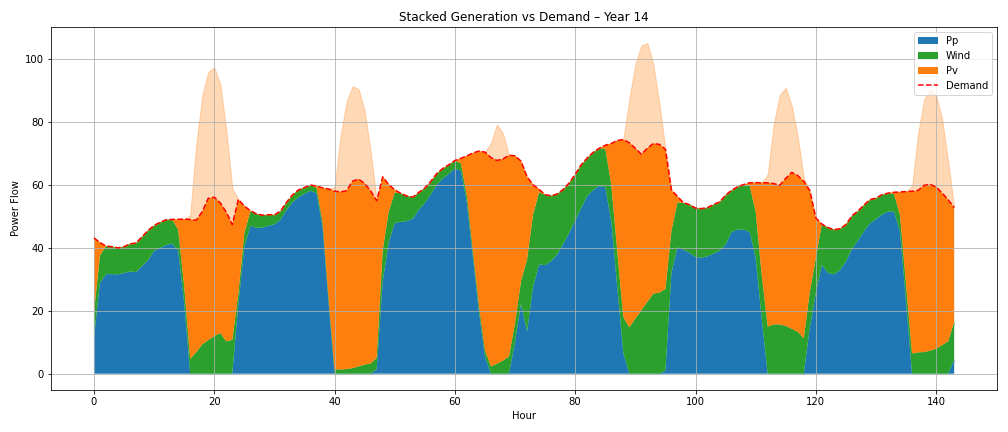 Stacked Generation vs Demand – Year 14
Power Flow
100
80
60
40
20
0
0 20 40 60 80 100 120 140
Hour
Pp
Wind
Pv
Demand